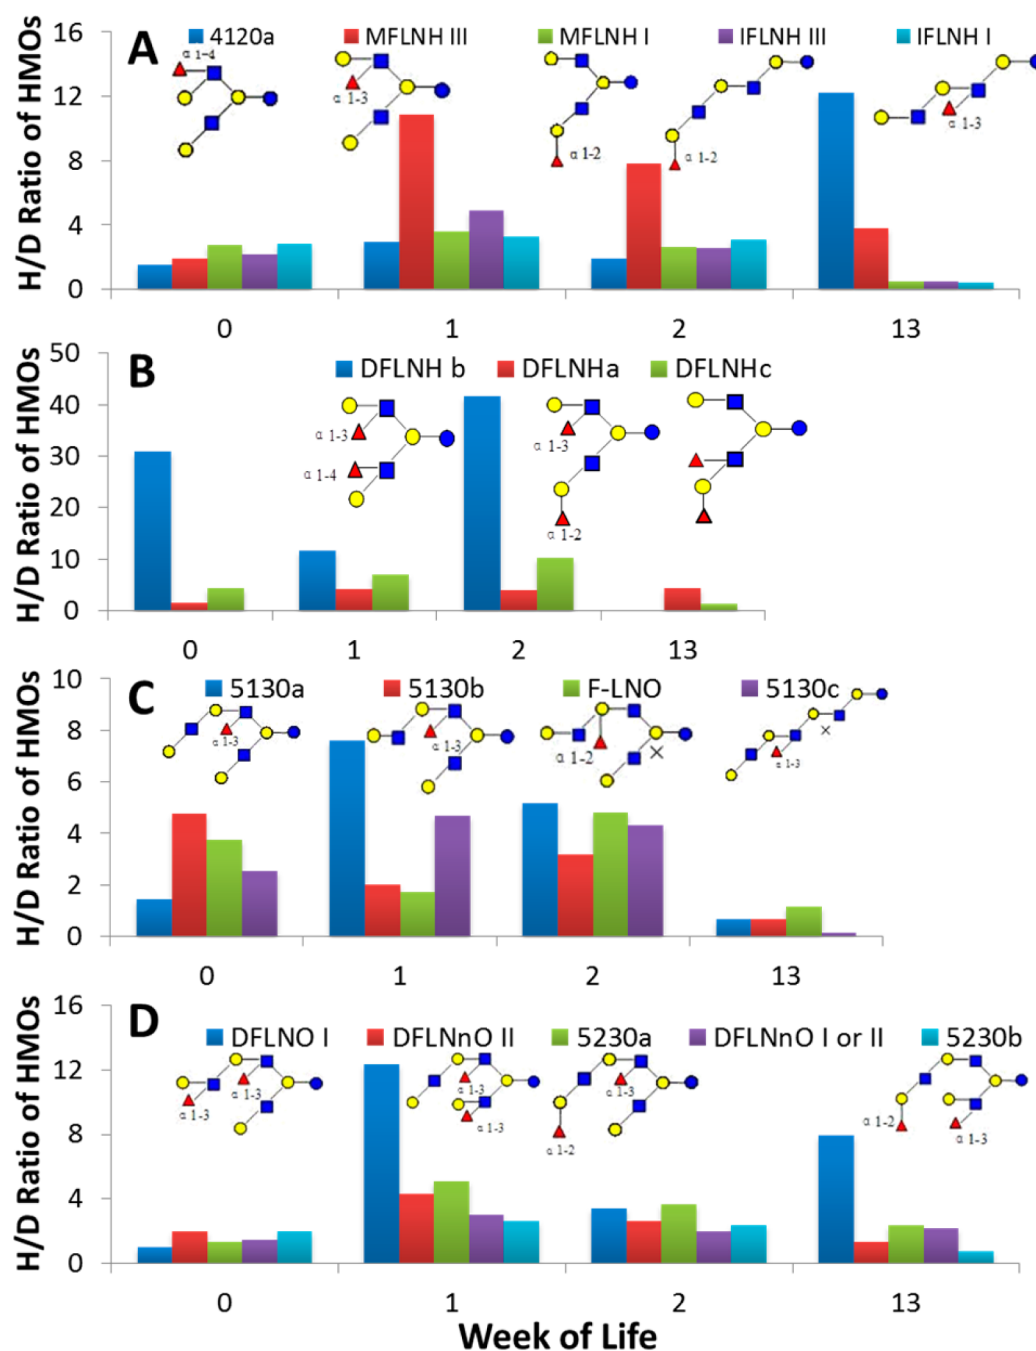 H/D Ratio of HMOs
A
4120a MFLNH III MFLNH I IFLNH III IFLNH I
α 1-4
α 1-3
α 1-2
α 1-2
α 1-3
16
12
8
4
0
0 1 2 13
H/D Ratio of HMOs
B
DFLNH b DFLNHa DFLNHc
α 1-3
α 1-4
α 1-3
α 1-2
50
40
30
20
10
0
0 1 2 13
H/D Ratio of HMOs
C
5130a 5130b F-LNO 5130c
α 1-3
α 1-3
α 1-2
α 1-3
10
8
6
4
2
0
0 1 2 13
H/D Ratio of HMOs
D
DFLNO I DFLNnO II 5230a DFLNnO I or II 5230b
α 1-3
α 1-3
α 1-3
α 1-3
α 1-3
α 1-2
α 1-2
α 1-3
16
12
8
4
0
0 1 2 13
Week of Life